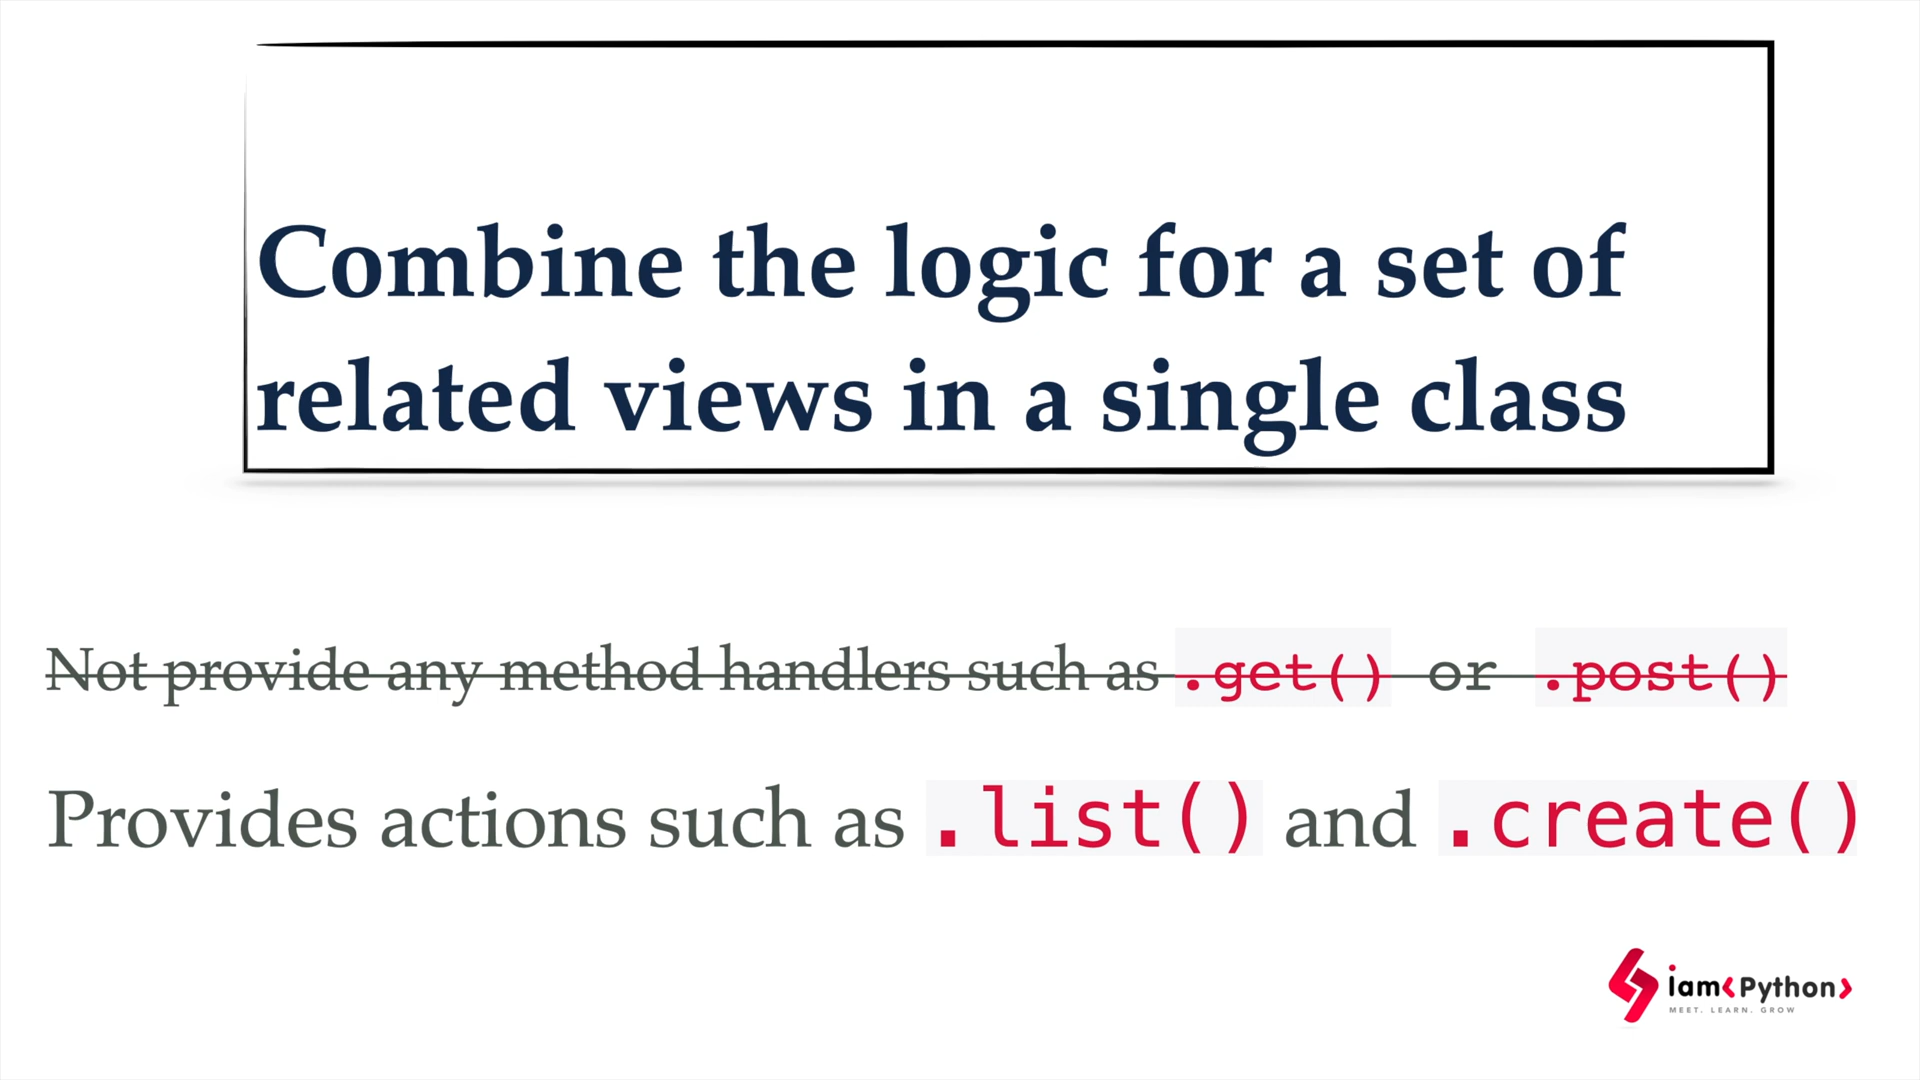 Combine the logic for a set of
related views in a single class
Not provide any method handlers such as .get() or .post()
Provides actions such as .list() and .create()
iam<Python>
MEET. LEARN. GROW